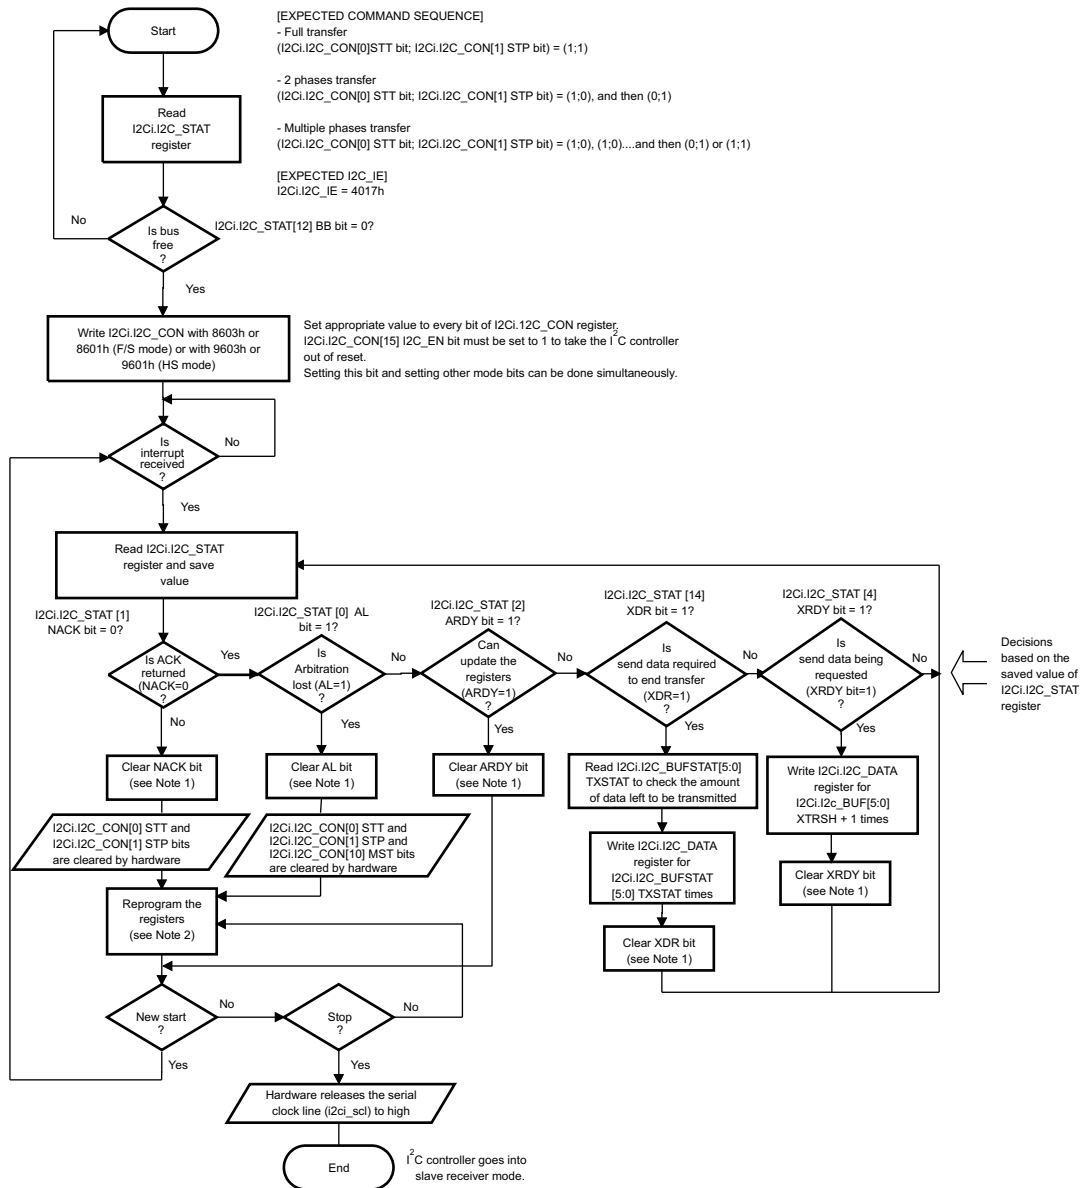 Start
[EXPECTED COMMAND SEQUENCE]
- Full transfer
(I2Ci.I2C_CON[0]STT bit; I2Ci.I2C_CON[1] STP bit) = (1;1)
- 2 phases transfer
(I2Ci.I2C_CON[0] STT bit; I2Ci.I2C_CON[1] STP bit) = (1;0), and then (0;1)
- Multiple phases transfer
(I2Ci.I2C_CON[0] STT bit; I2Ci.I2C_CON[1] STP bit) = (1;0), (1;0)....and then (0;1) or (1;1)
[EXPECTED I2C_IE]
I2Ci.I2C_IE = 4017h
Read
I2Ci.I2C_STAT
register
No
Is bus
free
?
I2Ci.I2C_STAT[12] BB bit = 0?
Yes
Write I2Ci.I2C_CON with 8603h or
8601h (F/S mode) or with 9603h or
9601h (HS mode)
Set appropriate value to every bit of I2Ci.12C_CON register.
I2Ci.I2C_CON[15] I2C_EN bit must be set to 1 to take the I2C controller
out of reset.
Setting this bit and setting other mode bits can be done simultaneously.
Is
interrupt
received
?
No
Yes
Read I2Ci.I2C_STAT
register and save
value
I2Ci.I2C_STAT [1]
NACK bit = 0?
I2Ci.I2C_STAT [0] AL
bit = 1?
I2Ci.I2C_STAT [2]
ARDY bit = 1?
I2Ci.I2C_STAT [14]
XDR bit = 1?
I2Ci.I2C_STAT [4]
XRDY bit = 1?
Is ACK
returned
(NACK=0
?
Yes
No
Is
Arbitration
lost (AL=1)
?
No
Yes
Can
update the
registers
(ARDY=1)
?
No
Yes
Is
send data required
to end transfer
(XDR=1)
?
No
Yes
Is
send data being
requested
(XRDY bit=1)
?
No
Yes
Decisions
based on the
saved value of
I2Ci.I2C_STAT
register
Clear NACK bit
(see Note 1)
Clear AL bit
(see Note 1)
Clear ARDY bit
(see Note 1)
Read I2Ci.I2C_BUFSTAT[5:0]
TXSTAT to check the amount
of data left to be transmitted
Write I2Ci.I2C_DATA
register for
I2Ci.I2c_BUF[5:0]
XTRSH + 1 times
I2Ci.I2C_CON[0] STT and
I2Ci.I2C_CON[1] STP bits
are cleared by hardware
I2Ci.I2C_CON[0] STT and
I2Ci.I2C_CON[1] STP and
I2Ci.I2C_CON[10] MST bits
are cleared by hardware
Write I2Ci.I2C_DATA
register for
I2Ci.I2C_BUFSTAT
[5:0] TXSTAT times
Clear XRDY bit
(see Note 1)
Reprogram the
registers
(see Note 2)
Clear XDR bit
(see Note 1)
New start
?
No
Yes
Stop
?
No
Yes
Hardware releases the serial
clock line (i2ci_scl) to high
End
I2C controller goes into
slave receiver mode.